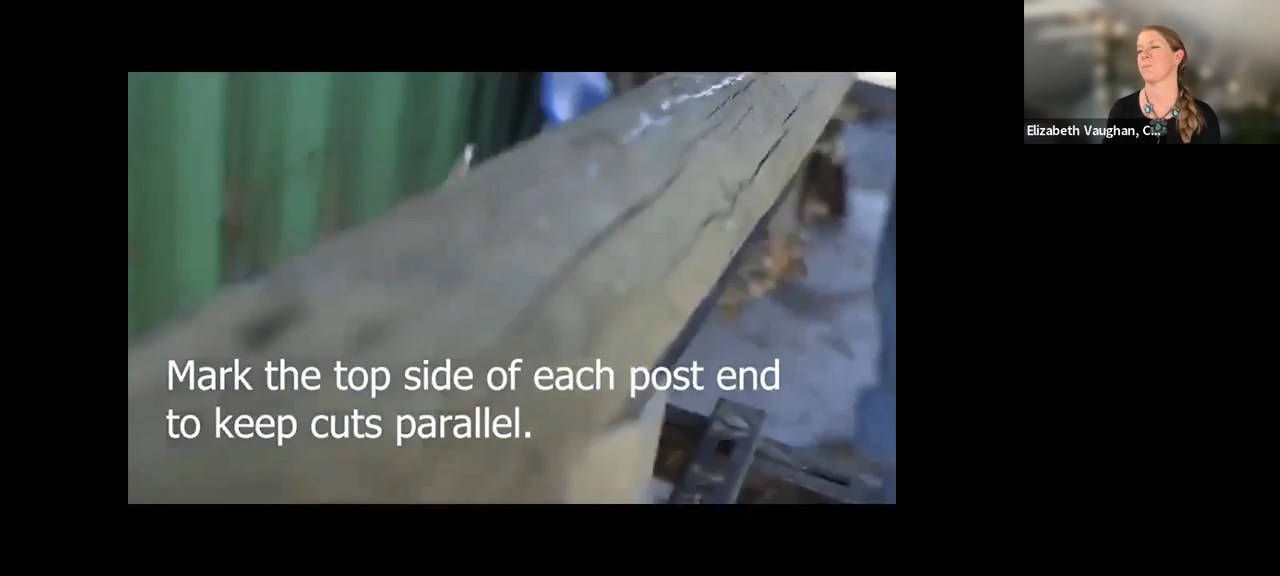 Mark the top side of each post end
to keep cuts parallel.
Elizabeth Vaughan, C...